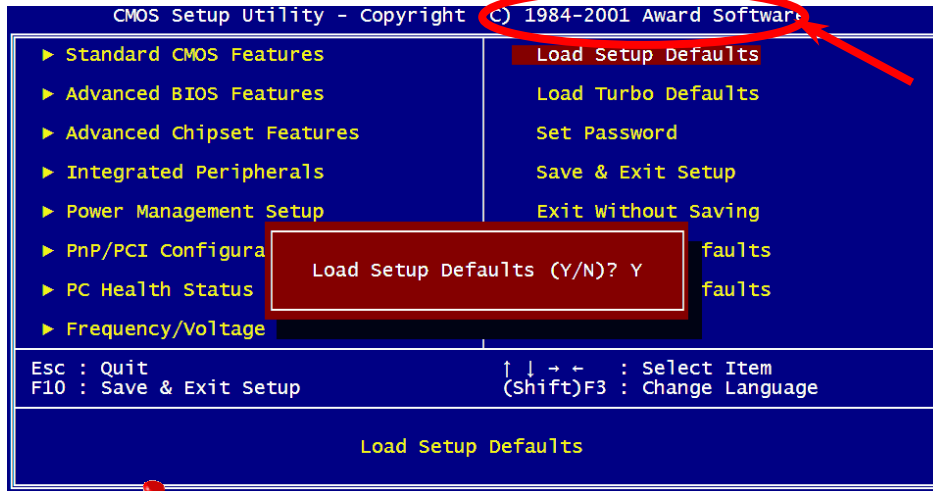 CMOS Setup Utility - Copyright (C) 1984-2001 Award Software
► Standard CMOS Features
► Advanced BIOS Features
► Advanced Chipset Features
► Integrated Peripherals
► Power Management Setup
► PnP/PCI Configura
► PC Health Status
► Frequency/Voltage
Load Setup Defaults
Load Turbo Defaults
Set Password
Save & Exit Setup
Exit Without Saving
faults
faults
Load Setup Defaults (Y/N)? Y
Esc : Quit
F10 : Save & Exit Setup
↑ ↓ → ← : Select Item
(Shift)F3 : Change Language
Load Setup Defaults